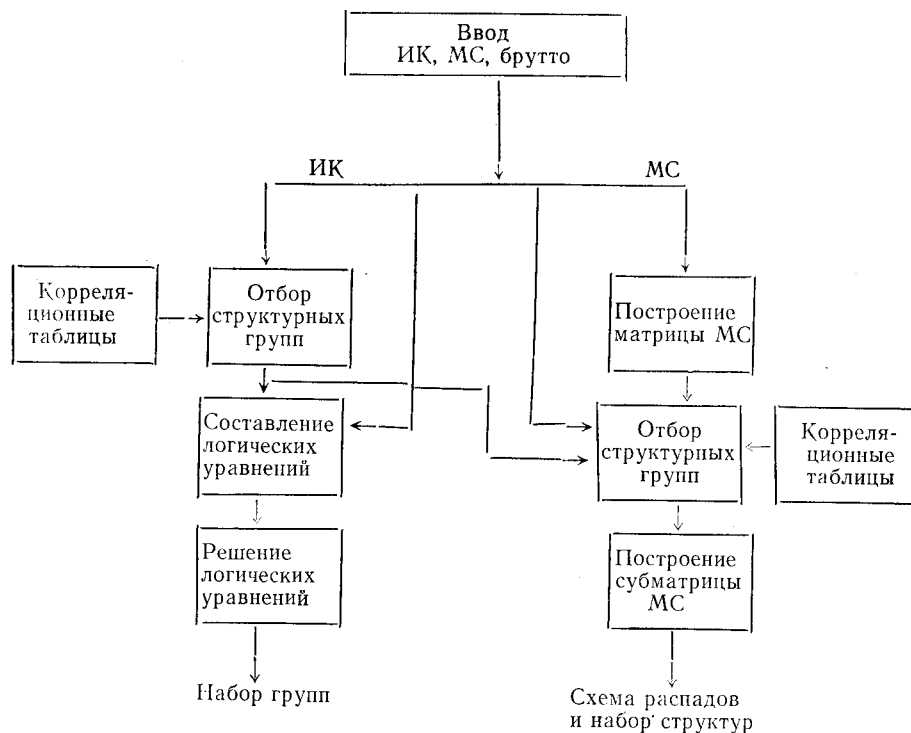 Ввод
ИК, МС, брутто
ИК
МС
Корреля-
ционные
таблицы
Отбор
структурных
групп
Построение
матрицы МС
Составление
логических
уравнений
Отбор
структурных
групп
Корреля-
ционные
таблицы
Решение
логических
уравнений
Построение
субматрицы
МС
Набор групп
Схема распадов
и набор структур